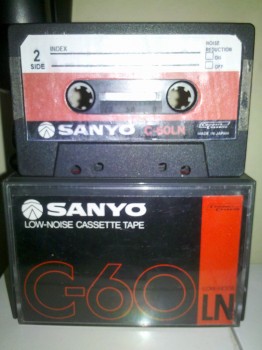 2
SIDE
INDEX
NOISE
REDUCTION
ON
OFF
SANYO C-60LN
MADE IN JAPAN
SANYO
LOW-NOISE CASSETTE TAPE
C-60
LN